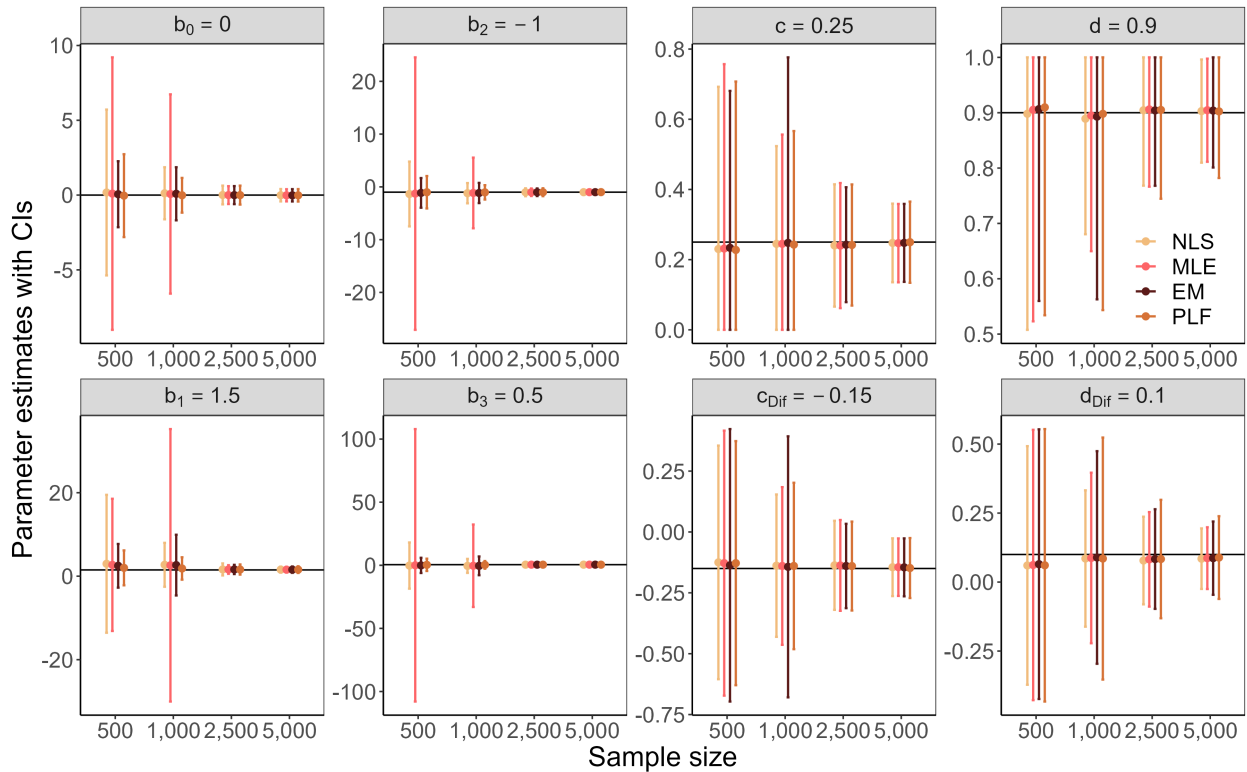 b0 = 0
b2 = −1
c = 0.25
d = 0.9
10
5
0
-5
20
10
0
-10
-20
0.8
0.6
0.4
0.2
0.0
1.0
0.9
0.8
0.7
0.6
0.5
NLS
MLE
EM
PLF
500 1,000 2,500 5,000
500 1,000 2,500 5,000
500 1,000 2,500 5,000
500 1,000 2,500 5,000
Parameter estimates with CIs
b1 = 1.5
b3 = 0.5
cDif = −0.15
dDif = 0.1
20
0
-20
100
50
0
-50
-100
0.25
0.00
-0.25
-0.50
-0.75
0.50
0.25
0.00
-0.25
500 1,000 2,500 5,000
500 1,000 2,500 5,000
500 1,000 2,500 5,000
500 1,000 2,500 5,000
Sample size